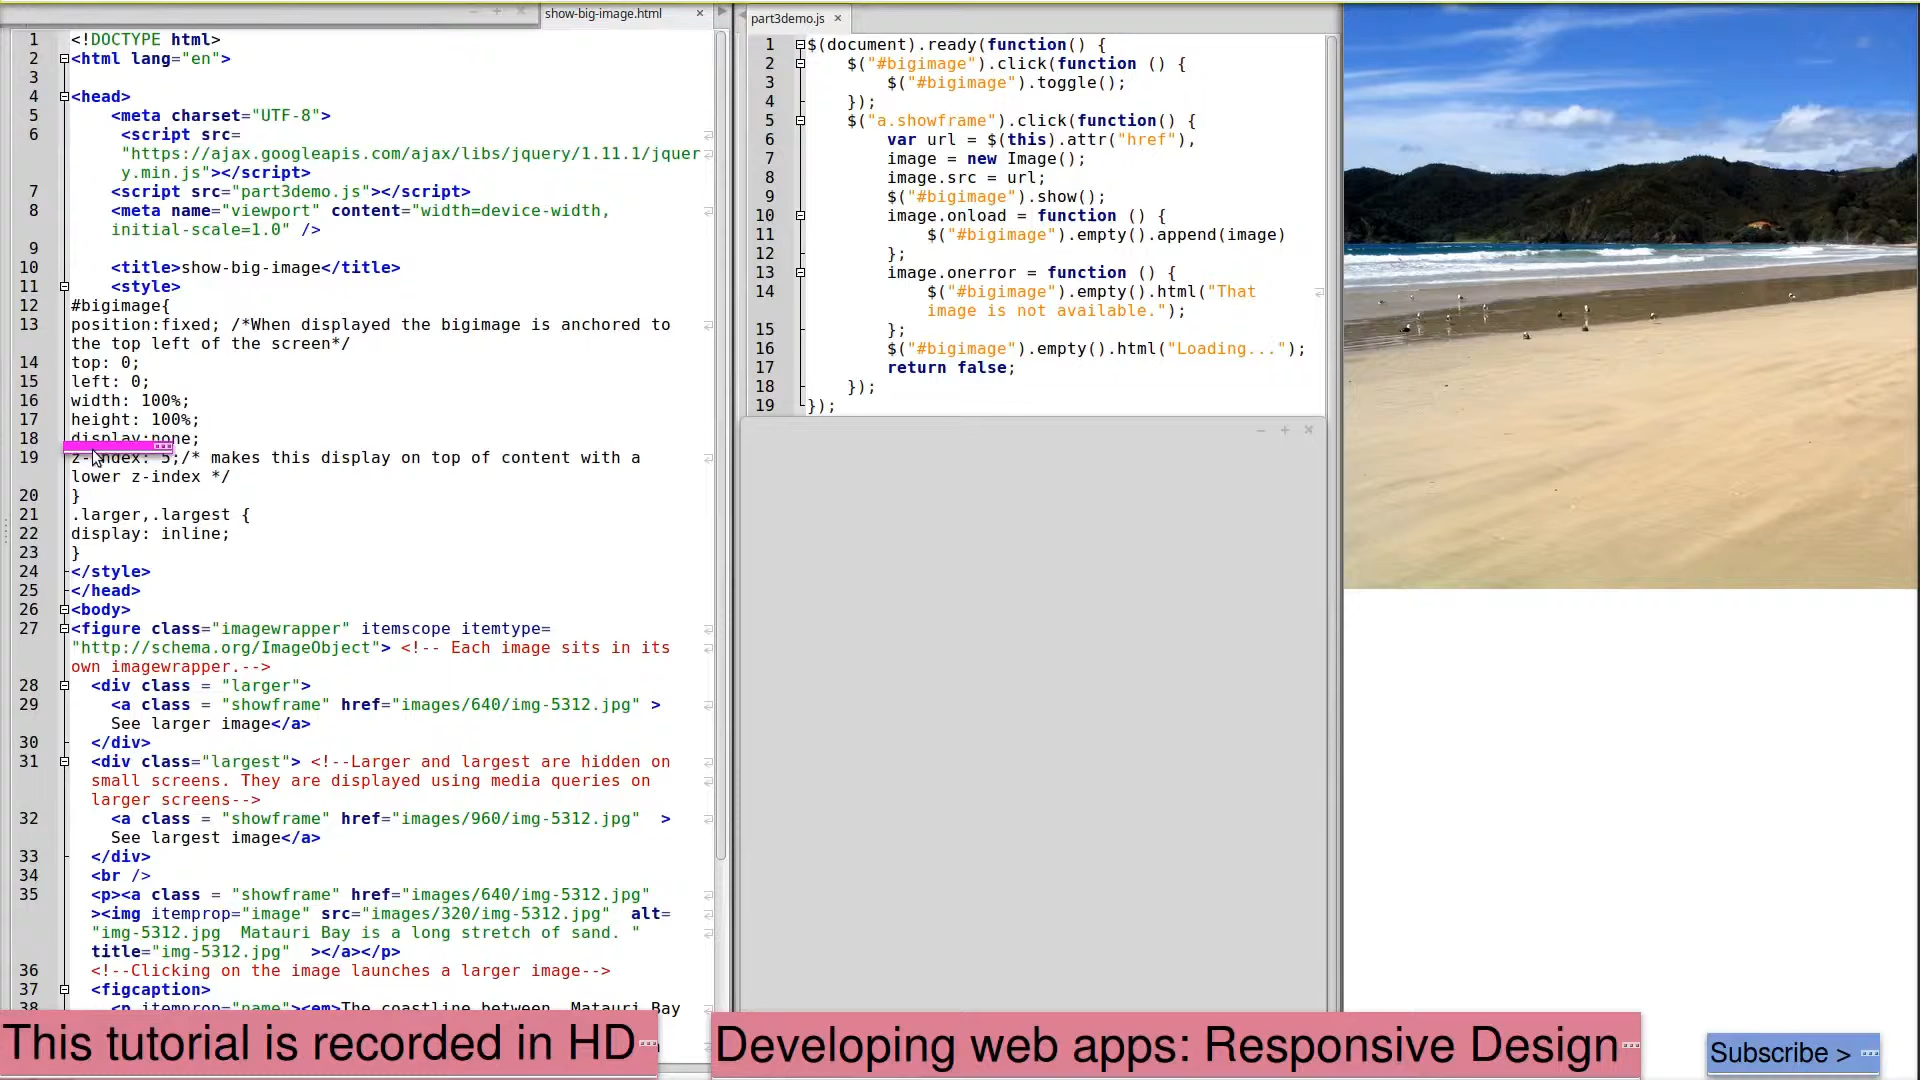 show-big-image.html
1 <!DOCTYPE html>
2 <html lang="en">
3
4 <head>
5 <meta charset="UTF-8">
6 <script src=
"https://ajax.googleapis.com/ajax/libs/jquery/1.11.1/jquer
y.min.js"></script>
7 <script src="part3demo.js"></script>
8 <meta name="viewport" content="width=device-width,
initial-scale=1.0" />
9
10 <title>show-big-image</title>
11 <style>
12 #bigimage{
13 position:fixed; /*When displayed the bigimage is anchored to
the top left of the screen*/
14 top: 0;
15 left: 0;
16 width: 100%;
17 height: 100%;
18 display:none;
19 z-index: 5;/* makes this display on top of content with a
lower z-index */
20 }
21 .larger,.largest {
22 display: inline;
23 }
24 </style>
25 </head>
26 <body>
27 <figure class="imagewrapper" itemscope itemtype=
"http://schema.org/ImageObject"> <!-- Each image sits in its
own imagewrapper.-->
28 <div class = "larger">
29 <a class = "showframe" href="images/640/img-5312.jpg" >
See larger image</a>
30 </div>
31 <div class="largest"> <!--Larger and largest are hidden on
small screens. They are displayed using media queries on
larger screens-->
32 <a class = "showframe" href="images/960/img-5312.jpg"  >
See largest image</a>
33 </div>
34 <br />
35 <p><a class = "showframe" href="images/640/img-5312.jpg"
><img itemprop="image" src="images/320/img-5312.jpg"  alt=
"img-5312.jpg  Matauri Bay is a long stretch of sand. "
title="img-5312.jpg"  ></a></p>
36 <!--Clicking on the image launches a larger image-->
37 <figcaption>
38 <p itemprop="name"><em>The coastline between  Matauri Bay
part3demo.js
1 $(document).ready(function() {
2 $("#bigimage").click(function () {
3 $("#bigimage").toggle();
4 });
5 $("a.showframe").click(function() {
6 var url = $(this).attr("href"),
7 image = new Image();
8 image.src = url;
9 $("#bigimage").show();
10 image.onload = function () {
11 $("#bigimage").empty().append(image)
12 };
13 image.onerror = function () {
14 $("#bigimage").empty().html("That
image is not available.");
15 };
16 $("#bigimage").empty().html("Loading...");
17 return false;
18 });
19 });
This tutorial is recorded in HD
Developing web apps: Responsive Design
Subscribe >